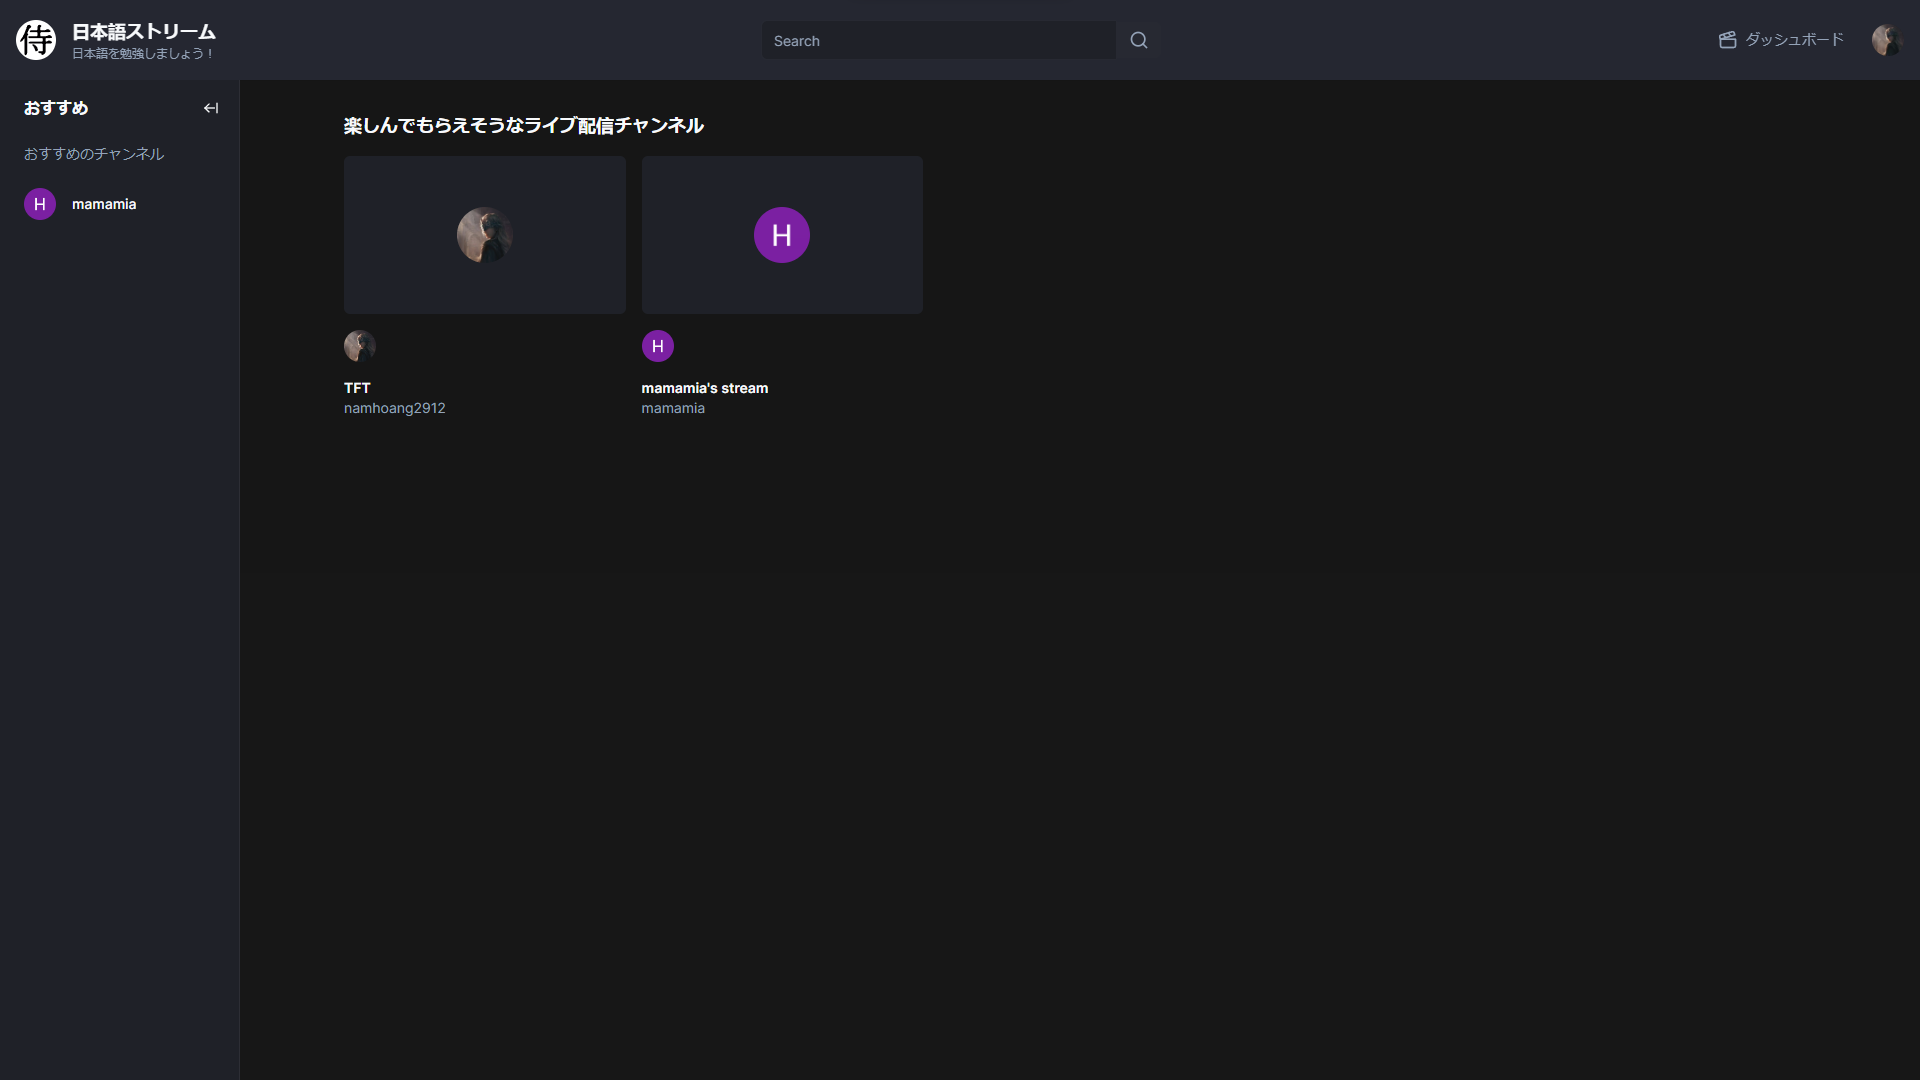 侍
日本語ストリーム
日本語を勉強しましょう！
Search
ダッシュボード
おすすめ
おすすめのチャンネル
H
mamamia
楽しんでもらえそうなライブ配信チャンネル
H
H
TFT
namhoang2912
mamamia's stream
mamamia